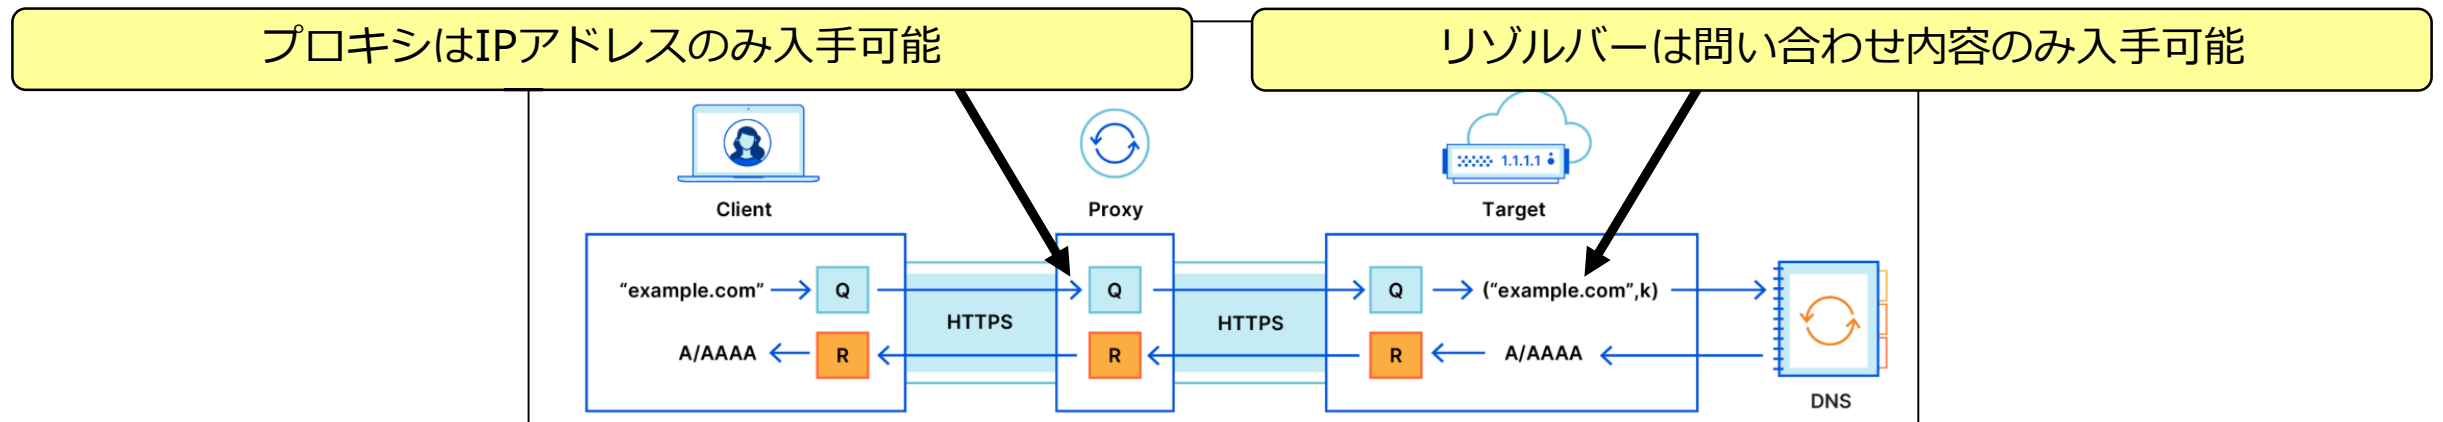 プロキシはIPアドレスのみ入手可能
リゾルバーは問い合わせ内容のみ入手可能
1.1.1.1
Client
Proxy
Target
“example.com”
Q
Q
Q
(“example.com”,k)
HTTPS
HTTPS
A/AAAA
R
R
R
A/AAAA
DNS